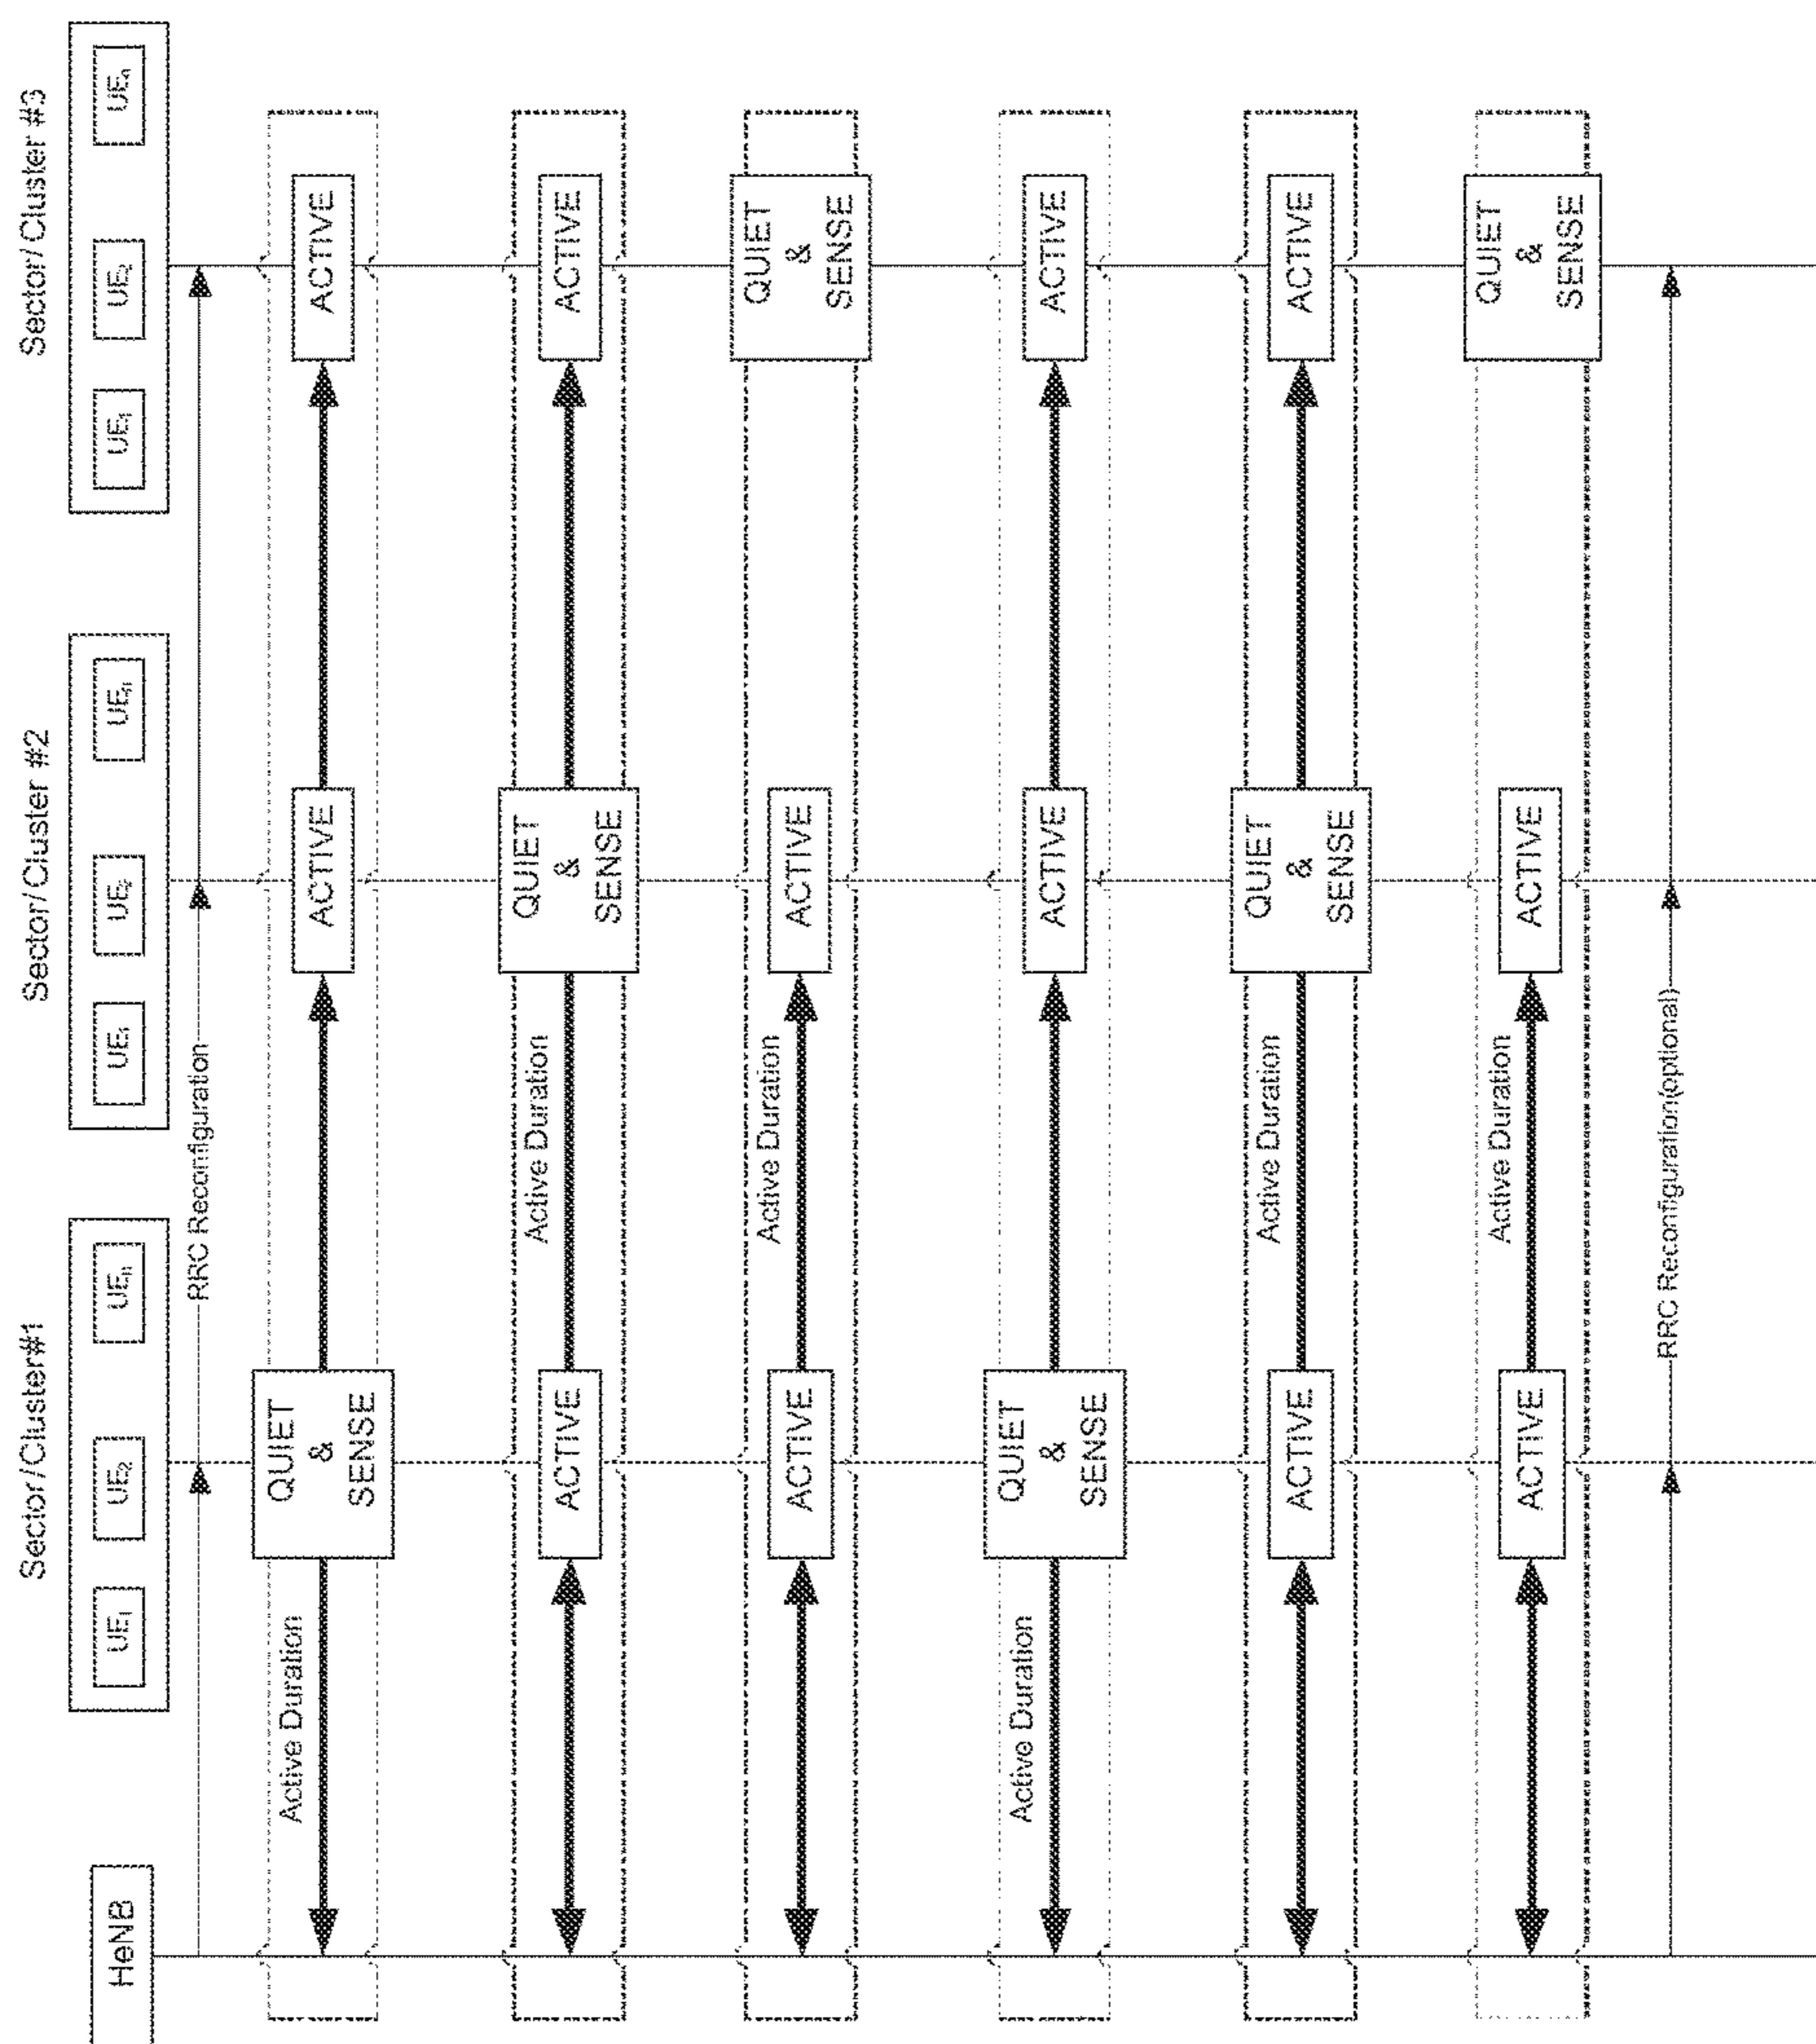 Sector/Cluster#1
Sector/Cluster #2
Sector/Cluster #3
HeNB
UE₁
UE₂
UEₙ
UE₁
UE₂
UEₙ
UE₁
UE₂
UEₙ
RRC Reconfiguration
Active Duration
QUIET
&
SENSE
ACTIVE
ACTIVE
ACTIVE
Active Duration
QUIET
&
SENSE
ACTIVE
ACTIVE
Active Duration
ACTIVE
QUIET
&
SENSE
Active Duration
QUIET
&
SENSE
ACTIVE
ACTIVE
ACTIVE
Active Duration
QUIET
&
SENSE
ACTIVE
ACTIVE
Active Duration
ACTIVE
QUIET
&
SENSE
RRC Reconfiguration(optional)